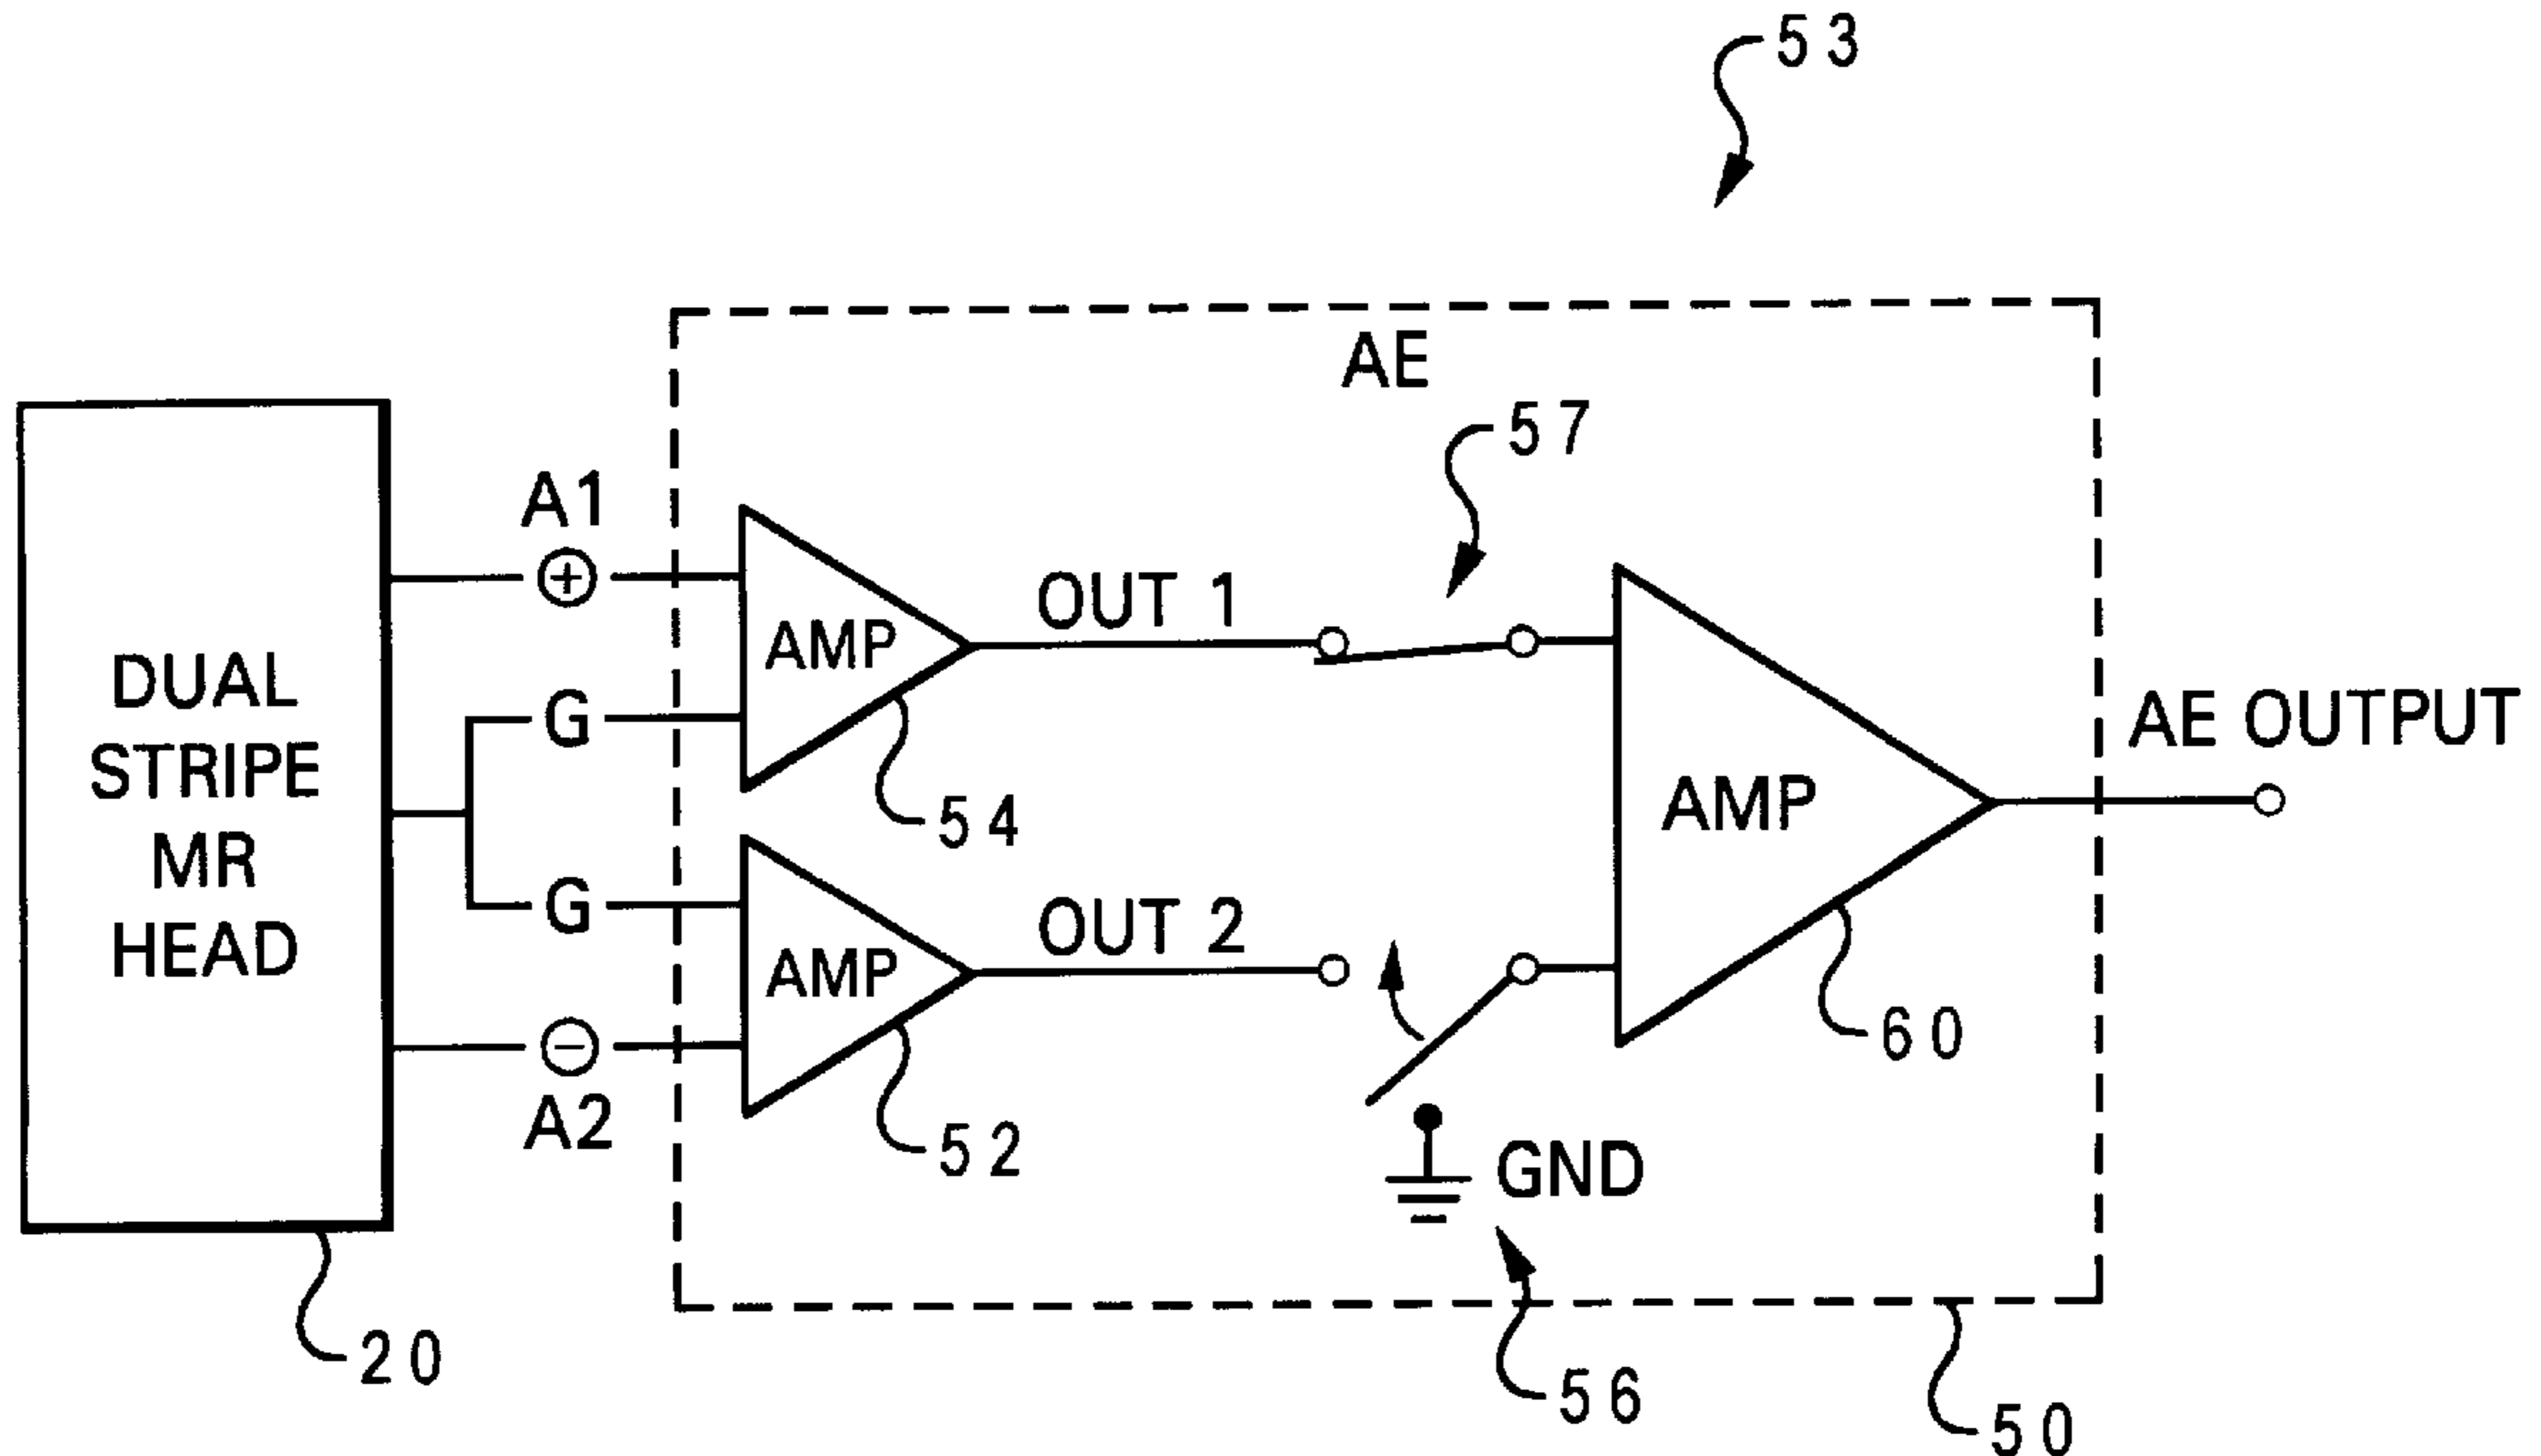 53
AE
57
A1
+
OUT 1
AMP
G
DUAL
STRIPE
MR
HEAD
54
AMP
AE OUTPUT
G
OUT 2
AMP
60
−
A2
52
GND
20
56
50